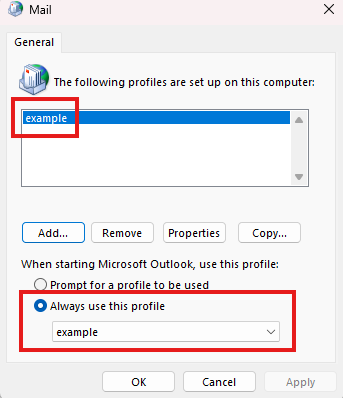 Mail
General
The following profiles are set up on this computer:
example
Add...
Remove
Properties
Copy...
When starting Microsoft Outlook, use this profile:
Prompt for a profile to be used
Always use this profile
example
OK
Cancel
Apply